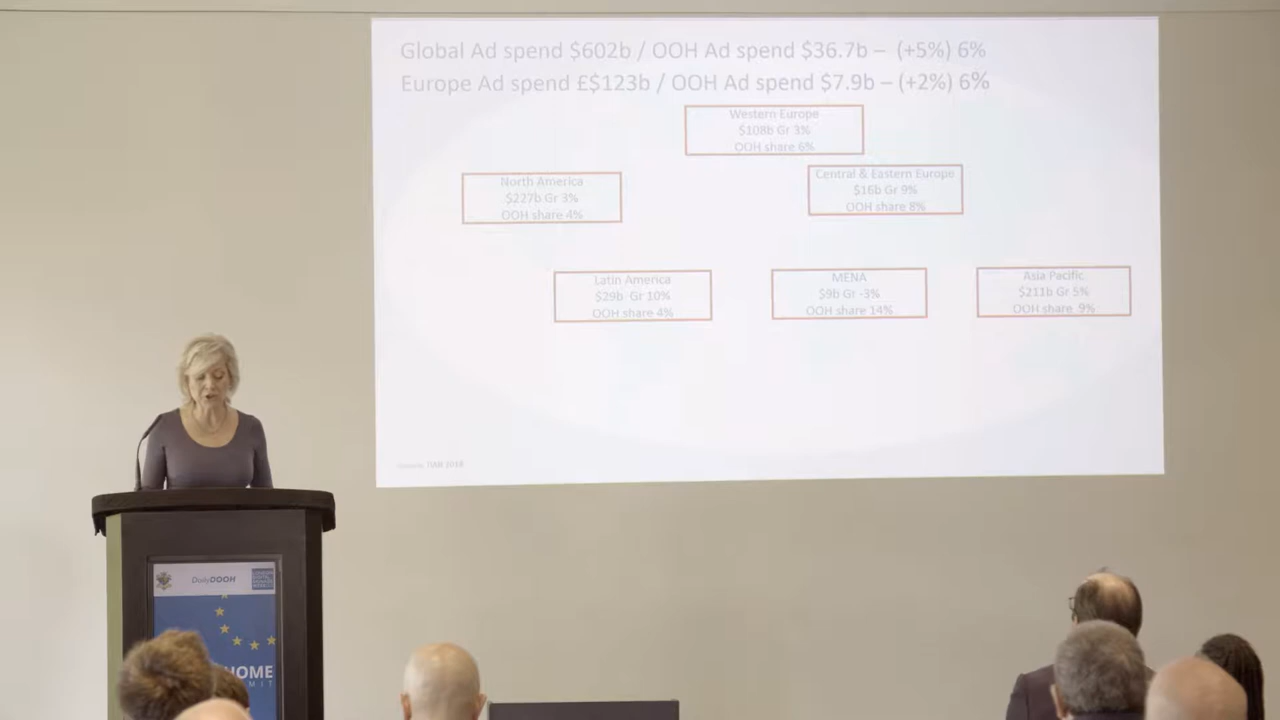 Global Ad spend $602b / OOH Ad spend $36.7b – (+5%) 6%
Europe Ad spend £$123b / OOH Ad spend $7.9b – (+2%) 6%
Western Europe
$108b Gr 3%
OOH share 6%
North America
$227b Gr 3%
OOH share 4%
Central & Eastern Europe
$16b Gr 9%
OOH share 8%
Latin America
$29b Gr 10%
OOH share 4%
MENA
$9b Gr -3%
OOH share 14%
Asia Pacific
$211b Gr 5%
OOH share 9%
DailyDOOH
HOME
MIT